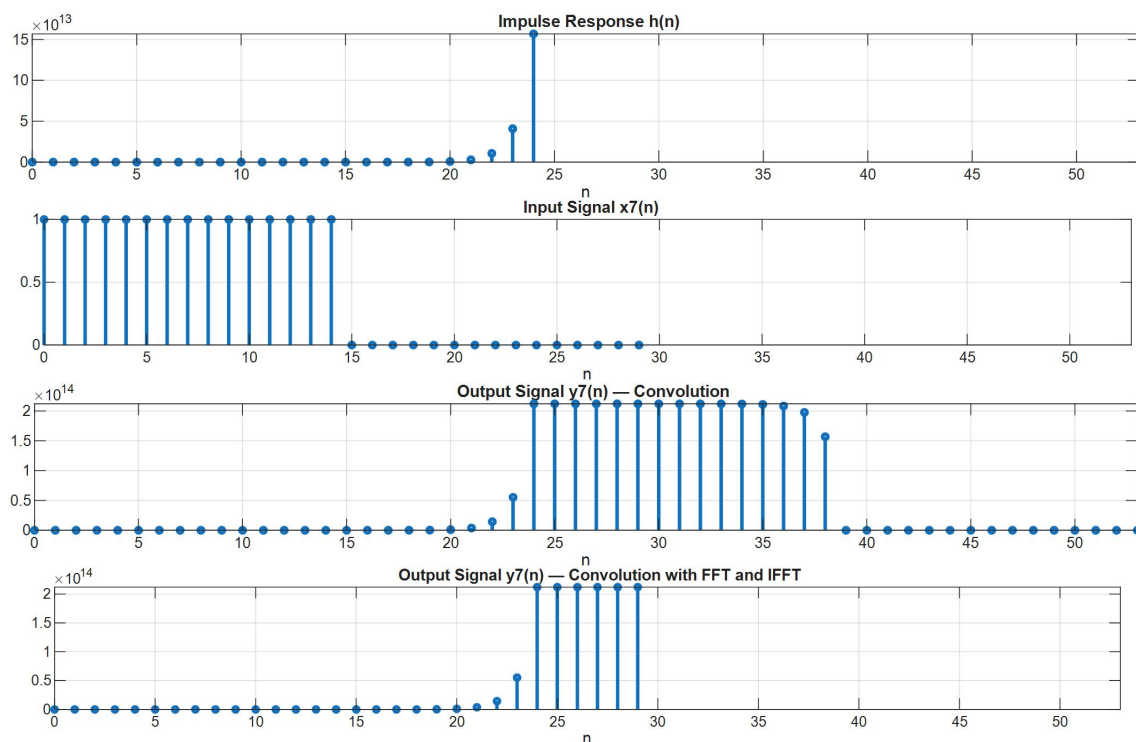 ×10^13
Impulse Response h(n)
15
10
5
0
0 5 10 15 20 25 30 35 40 45 50
n
Input Signal x7(n)
1
0.5
0
0 5 10 15 20 25 30 35 40 45 50
n
×10^14
Output Signal y7(n) — Convolution
2
1.5
1
0.5
0
0 5 10 15 20 25 30 35 40 45 50
n
×10^14
Output Signal y7(n) — Convolution with FFT and IFFT
2
1.5
1
0.5
0
0 5 10 15 20 25 30 35 40 45 50
n